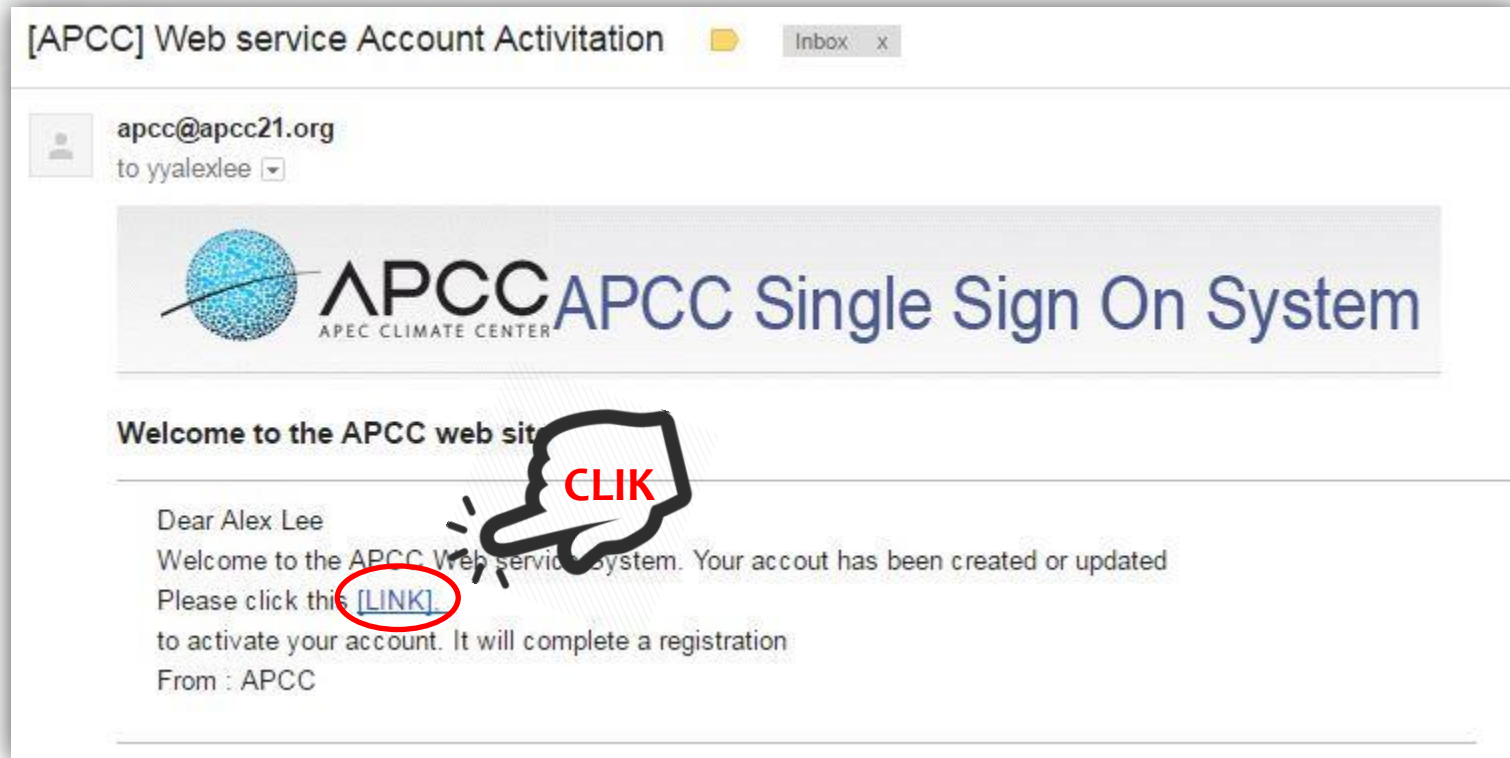 [APCC] Web service Account Activitation Inbox x
apcc@apcc21.org
to yyalexlee
APCC APCC Single Sign On System
APEC CLIMATE CENTER
Welcome to the APCC web site
CLIK
Dear Alex Lee
Welcome to the APCC Web service System. Your accout has been created or updated
Please click this [LINK].
to activate your account. It will complete a registration
From : APCC